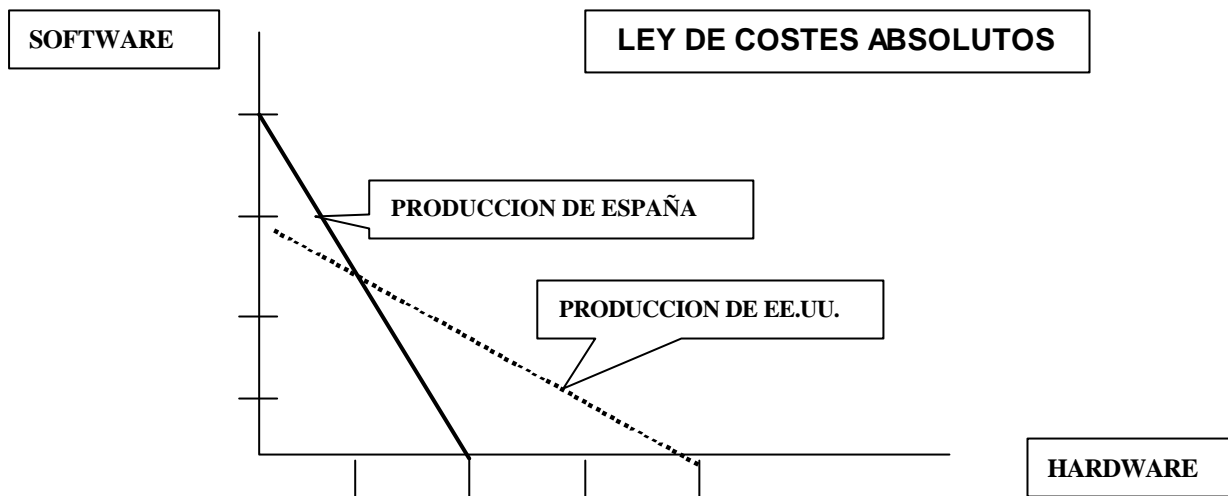 SOFTWARE
LEY DE COSTES ABSOLUTOS
PRODUCCION DE ESPAÑA
PRODUCCION DE EE.UU.
HARDWARE